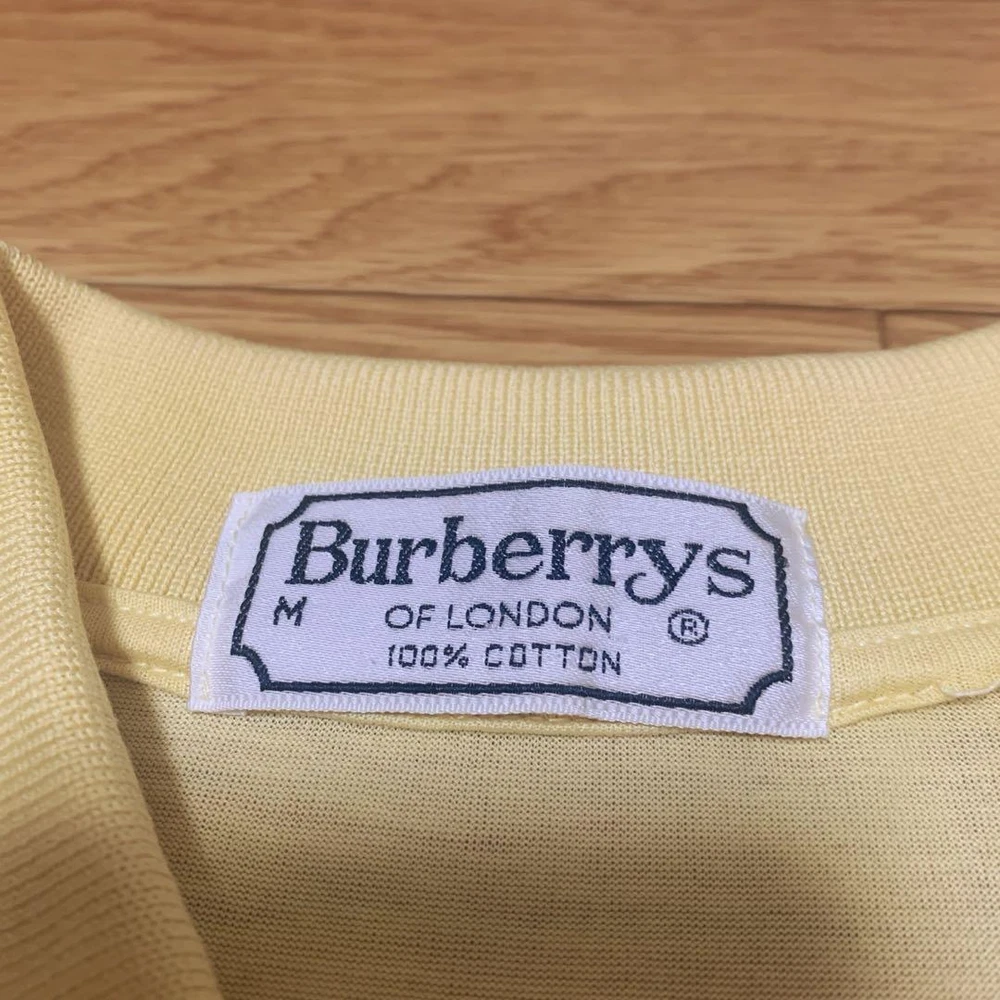 Burberrys
M OF LONDON ®
100% COTTON